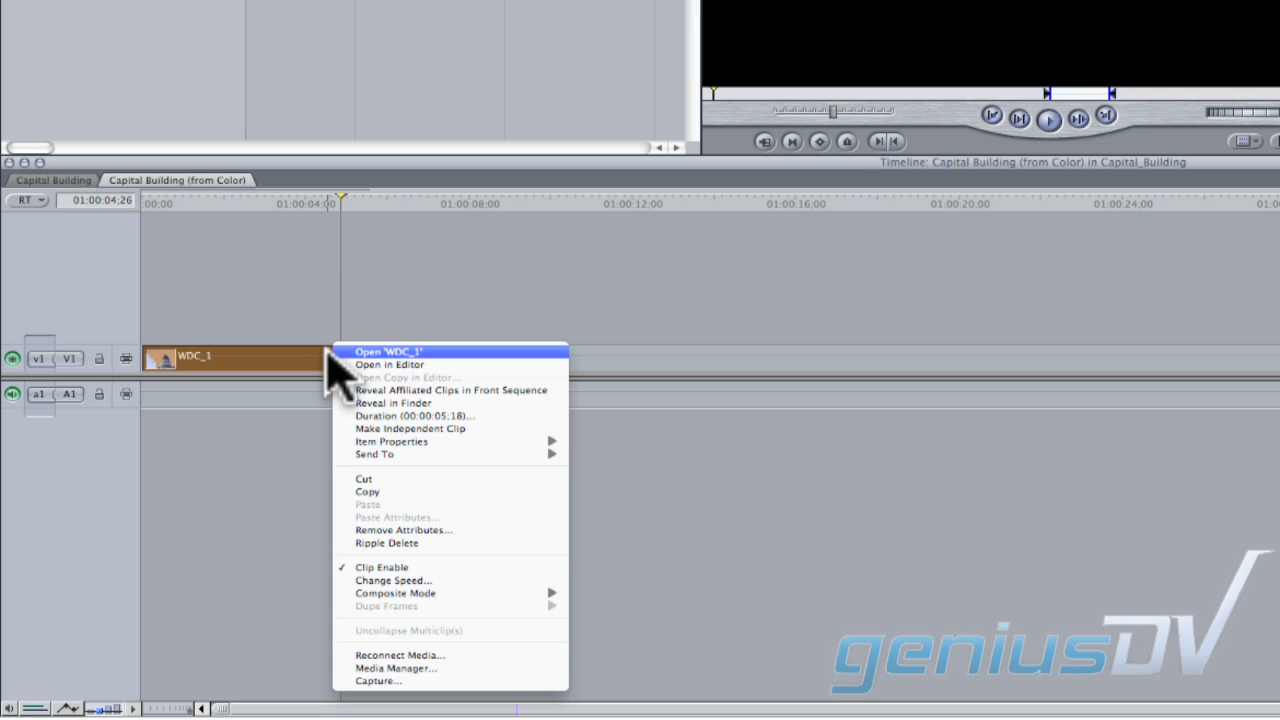 Timeline: Capital Building (from Color) in Capital_Building
Capital Building
Capital Building (from Color)
RT
01:00:04;26
:00;00
01:00:04;00
01:00:08;00
01:00:12;00
01:00:16;00
01:00:20;00
01:00:24;00
v1
V1
WDC_1
a1
A1
Open 'WDC_1'
Open in Editor
Open Copy in Editor...
Reveal Affiliated Clips in Front Sequence
Reveal in Finder
Duration (00:00:05;18)...
Make Independent Clip
Item Properties
Send To
Cut
Copy
Paste
Paste Attributes...
Remove Attributes...
Ripple Delete
✓ Clip Enable
Change Speed...
Composite Mode
Dupe Frames
Uncollapse Multiclip(s)
Reconnect Media...
Media Manager...
Capture...
geniusDV